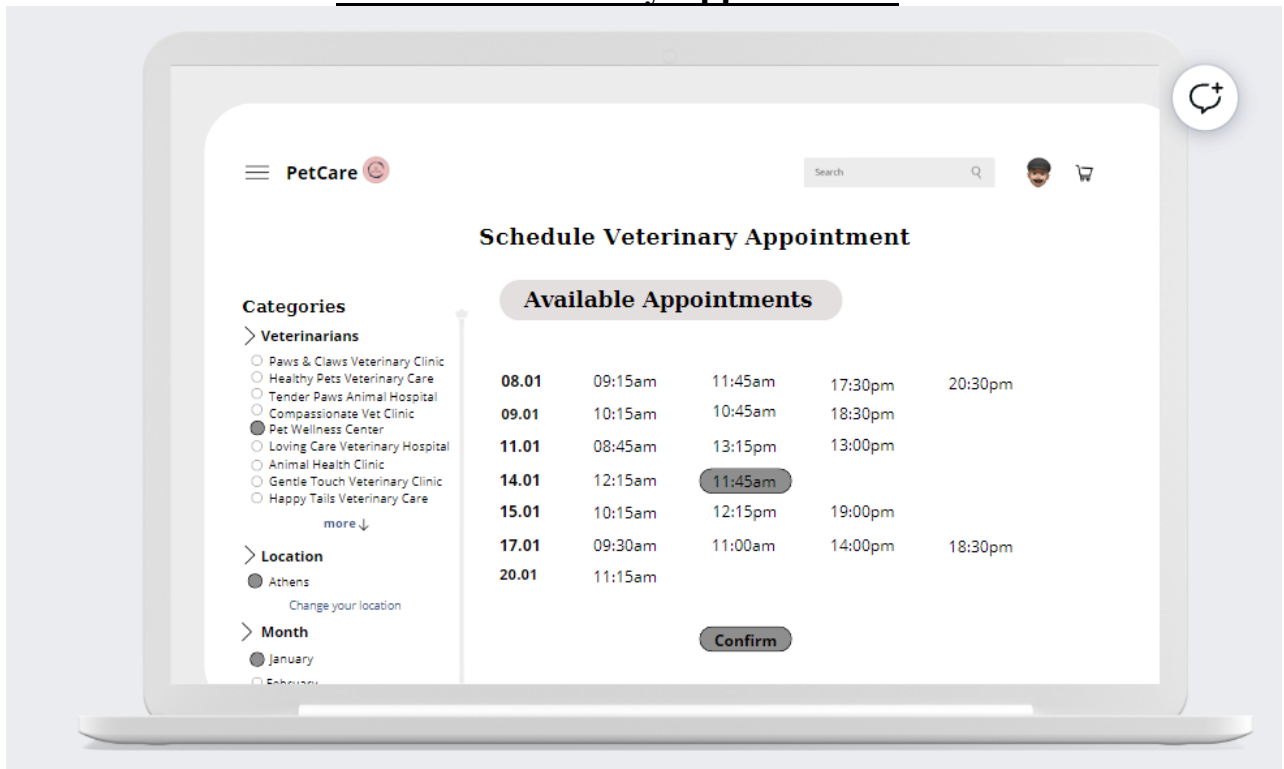 PetCare
Search
Schedule Veterinary Appointment
Categories
Veterinarians
Paws & Claws Veterinary Clinic
Healthy Pets Veterinary Care
Tender Paws Animal Hospital
Compassionate Vet Clinic
Pet Wellness Center
Loving Care Veterinary Hospital
Animal Health Clinic
Gentle Touch Veterinary Clinic
Happy Tails Veterinary Care
more
Location
Athens
Change your location
Month
January
February
Available Appointments
08.01 09:15am 11:45am 17:30pm 20:30pm
09.01 10:15am 10:45am 18:30pm
11.01 08:45am 13:15pm 13:00pm
14.01 12:15am 11:45am
15.01 10:15am 12:15pm 19:00pm
17.01 09:30am 11:00am 14:00pm 18:30pm
20.01 11:15am
Confirm